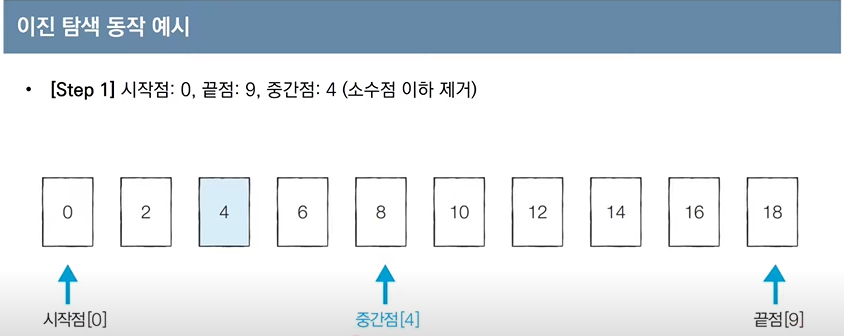 이진 탐색 동작 예시
• [Step 1] 시작점: 0, 끝점: 9, 중간점: 4 (소수점 이하 제거)
0 2 4 6 8 10 12 14 16 18
시작점[0] 중간점[4] 끝점[9]